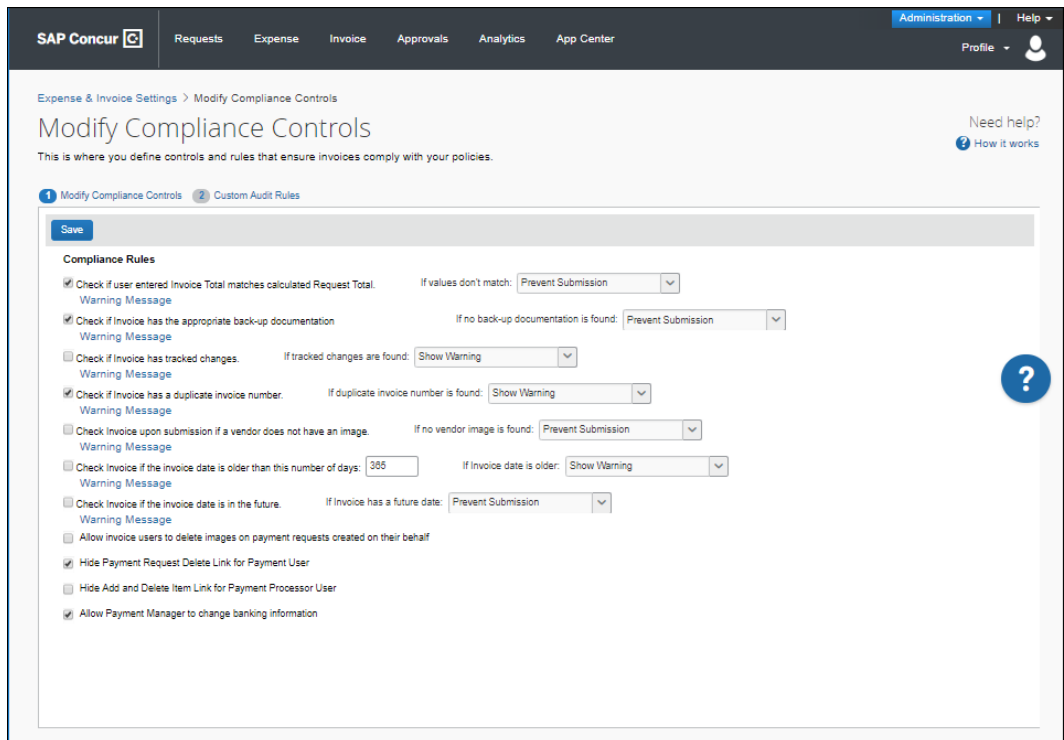 Administration | Help
SAP Concur C Requests Expense Invoice Approvals Analytics App Center
Profile
Expense & Invoice Settings > Modify Compliance Controls
Modify Compliance Controls
Need help?
This is where you define controls and rules that ensure invoices comply with your policies.
? How it works
1 Modify Compliance Controls 2 Custom Audit Rules
Save
Compliance Rules
Check if user entered Invoice Total matches calculated Request Total. If values don't match: Prevent Submission
Warning Message
Check if Invoice has the appropriate back-up documentation If no back-up documentation is found: Prevent Submission
Warning Message
Check if Invoice has tracked changes. If tracked changes are found: Show Warning
Warning Message
?
Check if Invoice has a duplicate invoice number. If duplicate invoice number is found: Show Warning
Warning Message
Check Invoice upon submission if a vendor does not have an image. If no vendor image is found: Prevent Submission
Warning Message
Check Invoice if the invoice date is older than this number of days: 365 If Invoice date is older: Show Warning
Warning Message
Check Invoice if the invoice date is in the future. If Invoice has a future date: Prevent Submission
Warning Message
Allow invoice users to delete images on payment requests created on their behalf
Hide Payment Request Delete Link for Payment User
Hide Add and Delete Item Link for Payment Processor User
Allow Payment Manager to change banking information